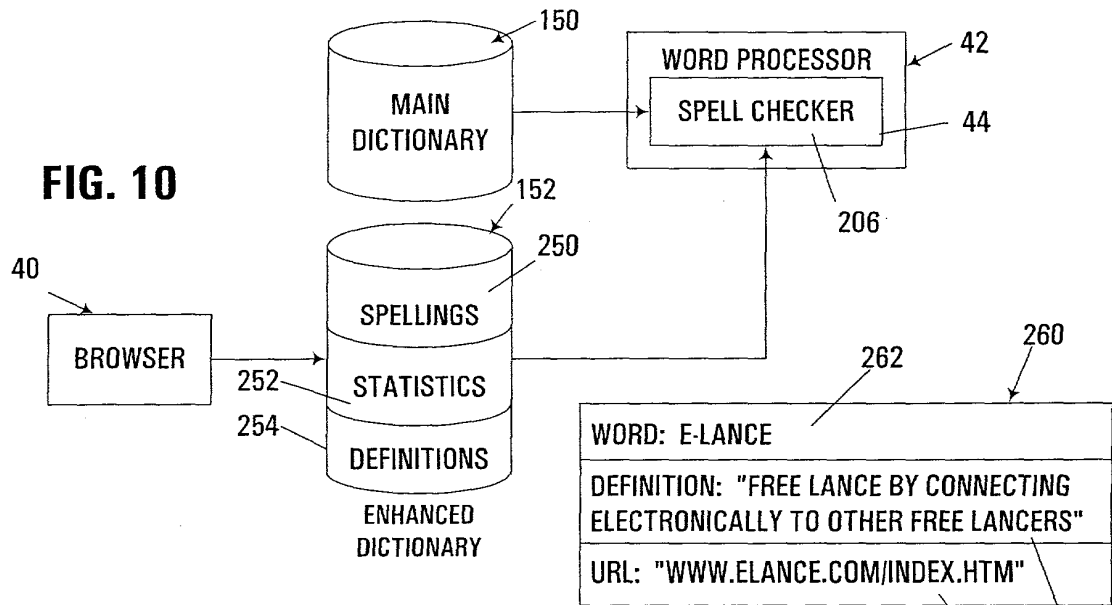 150
MAIN
DICTIONARY
WORD PROCESSOR
42
SPELL CHECKER
44
206
FIG. 10
152
250
40
BROWSER
SPELLINGS
252
STATISTICS
254
DEFINITIONS
ENHANCED
DICTIONARY
262
260
WORD: E-LANCE
DEFINITION: "FREE LANCE BY CONNECTING
ELECTRONICALLY TO OTHER FREE LANCERS"
URL: "WWW.ELANCE.COM/INDEX.HTM"